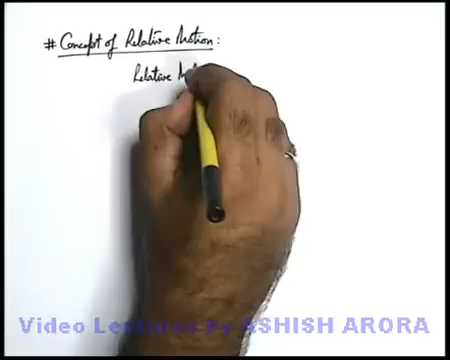 # Concept of Relative Motion :
Relative
Video Lectures by ASHISH ARORA